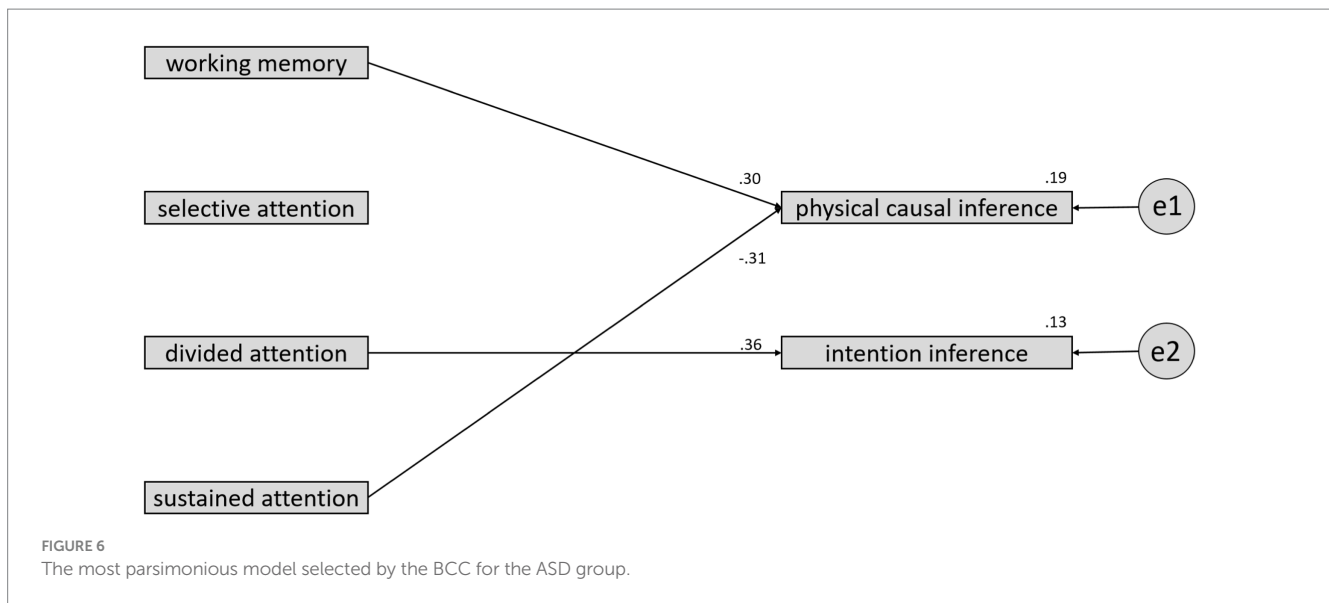 working memory
.30
.19
selective attention
physical causal inference
e1
-.31
.13
divided attention
.36
intention inference
e2
sustained attention
FIGURE 6
The most parsimonious model selected by the BCC for the ASD group.